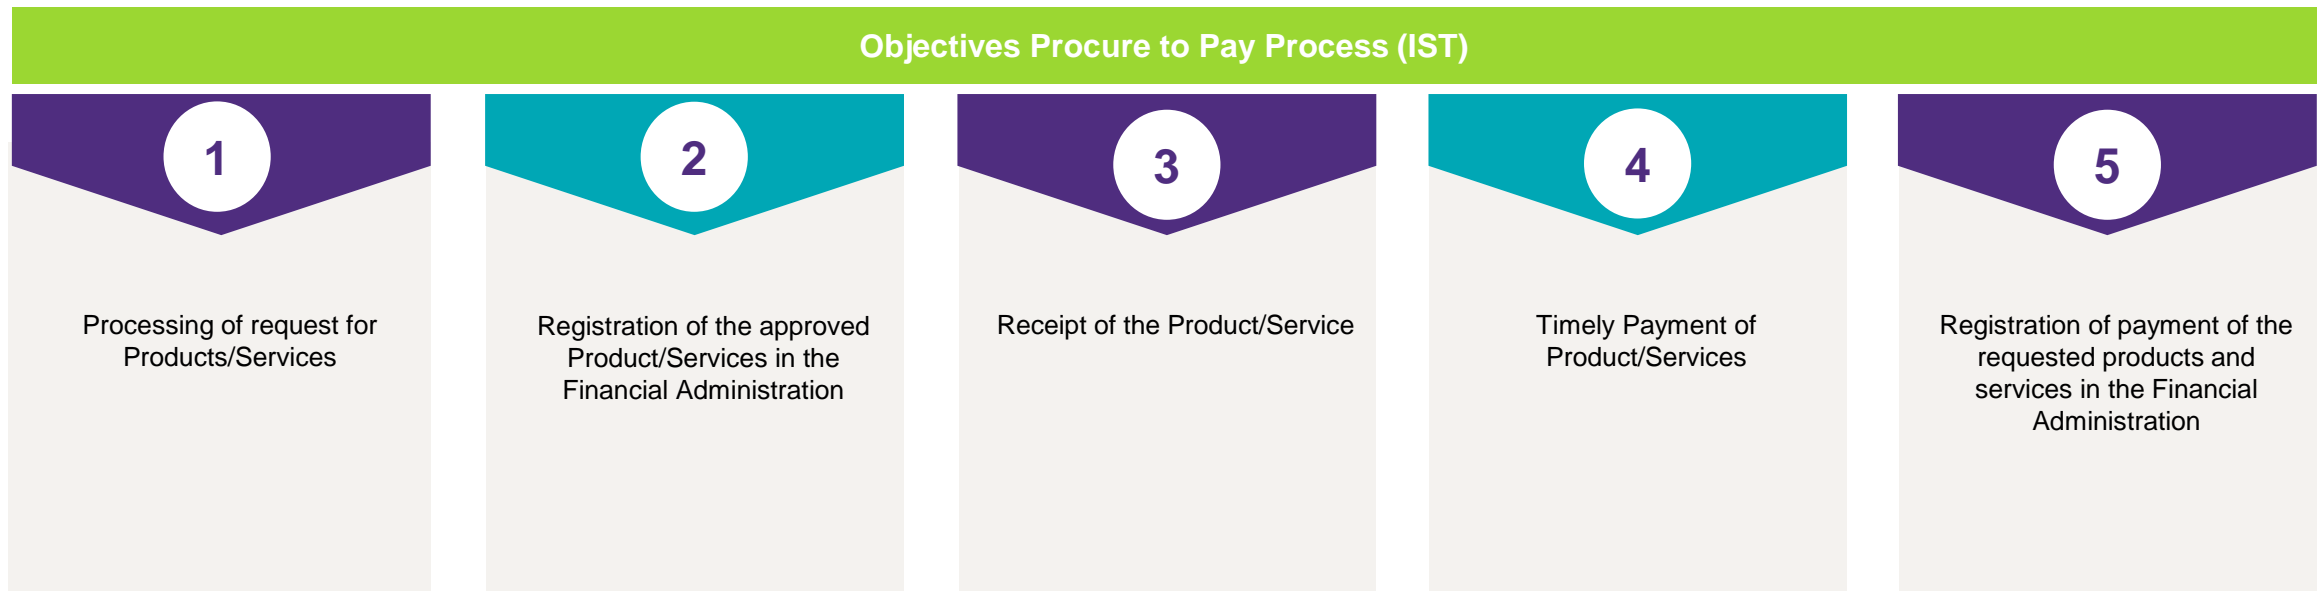 Objectives Procure to Pay Process (IST)
1
Processing of request for
Products/Services
2
Registration of the approved
Product/Services in the
Financial Administration
3
Receipt of the Product/Service
4
Timely Payment of
Product/Services
5
Registration of payment of the
requested products and
services in the Financial
Administration